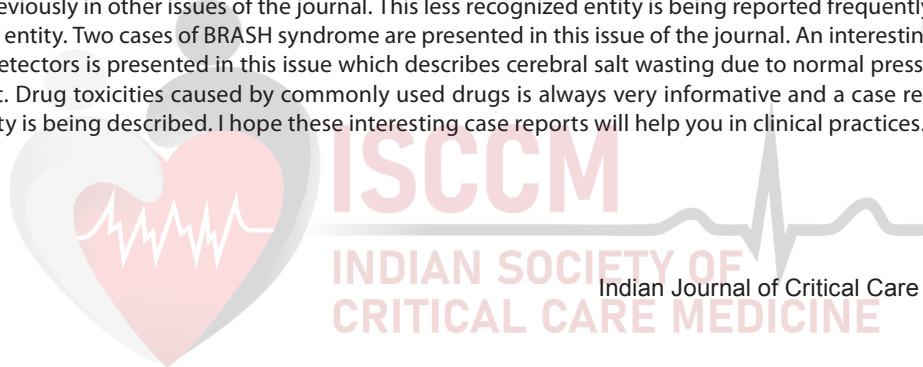 eviously in other issues of the journal. This less recognized entity is being reported frequently
entity. Two cases of BRASH syndrome are presented in this issue of the journal. An interestin
etectors is presented in this issue which describes cerebral salt wasting due to normal press
t. Drug toxicities caused by commonly used drugs is always very informative and a case re
ty is being described. I hope these interesting case reports will help you in clinical practices.
ISCCM
INDIAN SOCIETY OF
Indian Journal of Critical Care
CRITICAL CARE MEDICINE